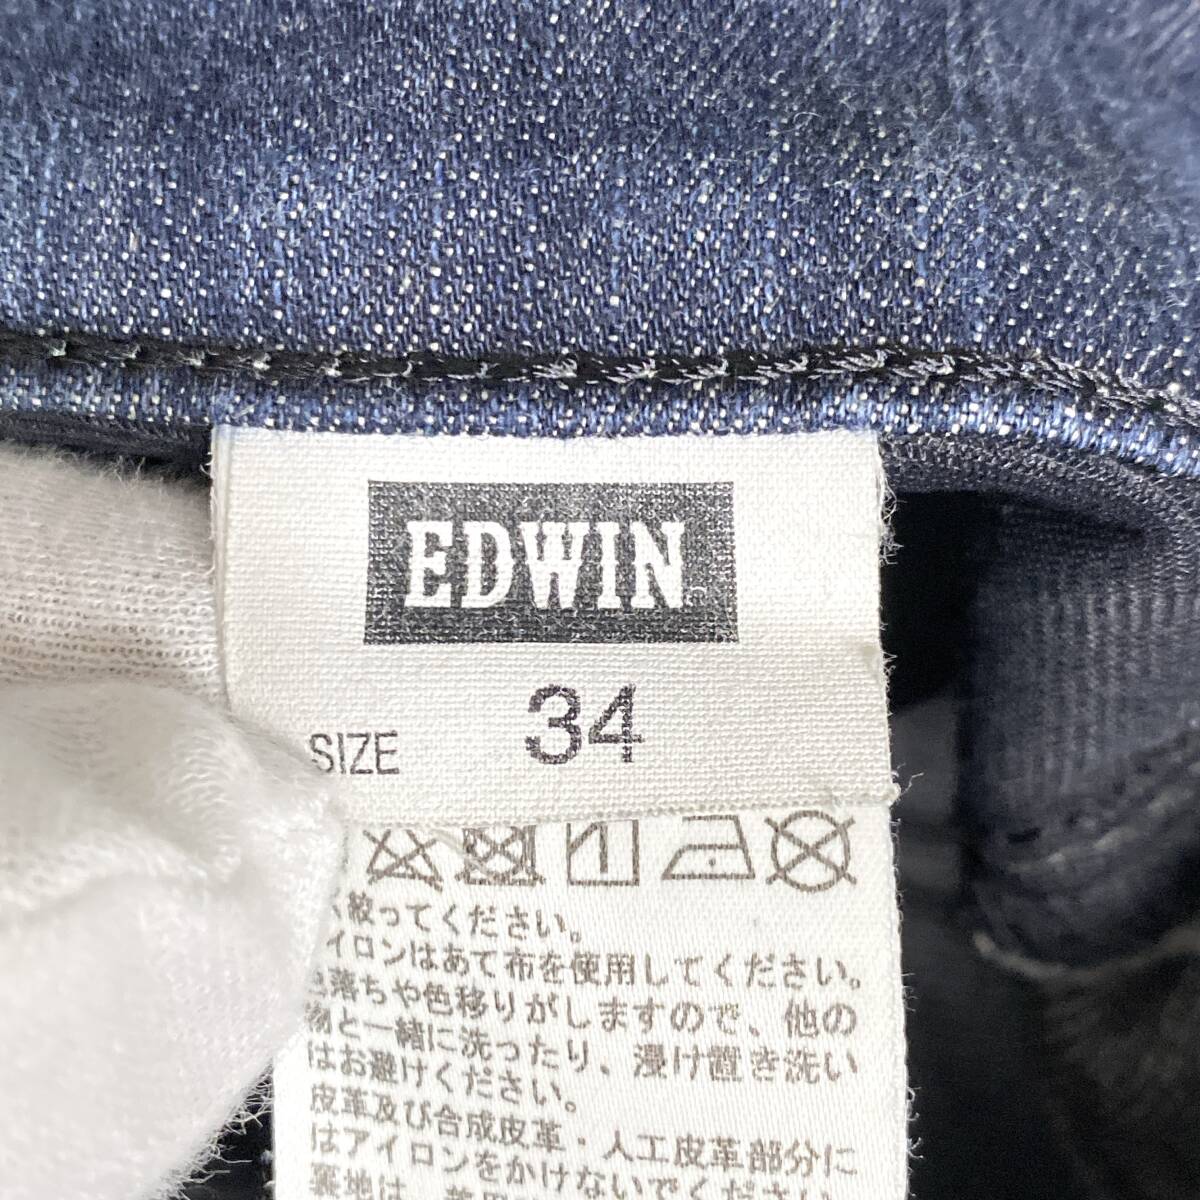 EDWIN
SIZE 34
絞ってください。
イロンはあて布を使用してください。
落ちや色移りがしますので、他の
物と一緒に洗ったり、浸け置き洗い
はお避けください。
皮革及び合成皮革・人工皮革部分に
はアイロンをかけないでください。
裏地は、